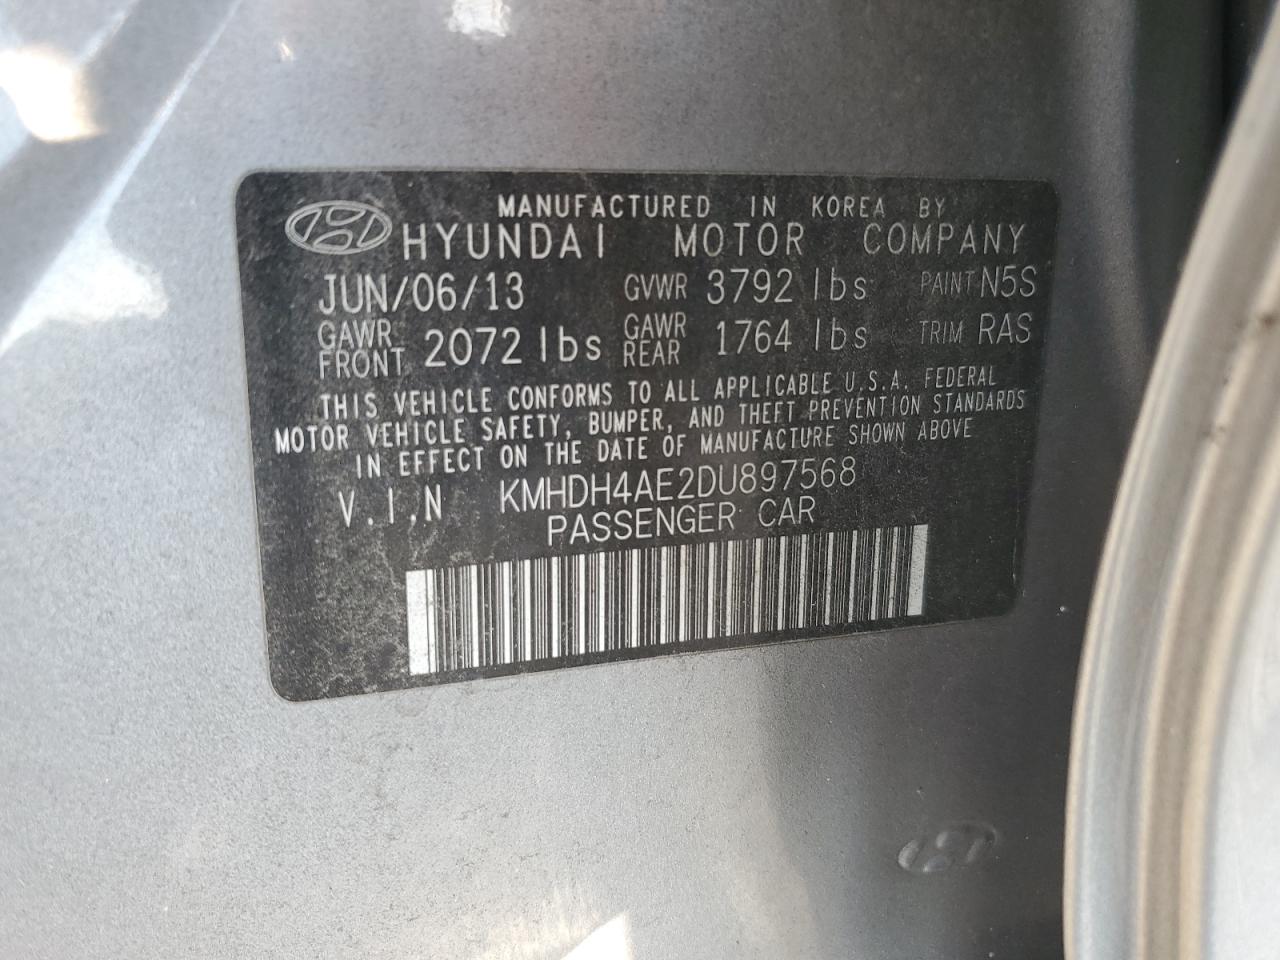 MANUFACTURED IN KOREA BY
HYUNDAI MOTOR COMPANY
JUN/06/13 GVWR 3792 lbs PAINT N5S
GAWR FRONT 2072 lbs GAWR REAR 1764 lbs TRIM RAS
THIS VEHICLE CONFORMS TO ALL APPLICABLE U.S.A. FEDERAL
MOTOR VEHICLE SAFETY, BUMPER, AND THEFT PREVENTION STANDARDS
IN EFFECT ON THE DATE OF MANUFACTURE SHOWN ABOVE
V.I.N KMHDH4AE2DU897568
PASSENGER CAR